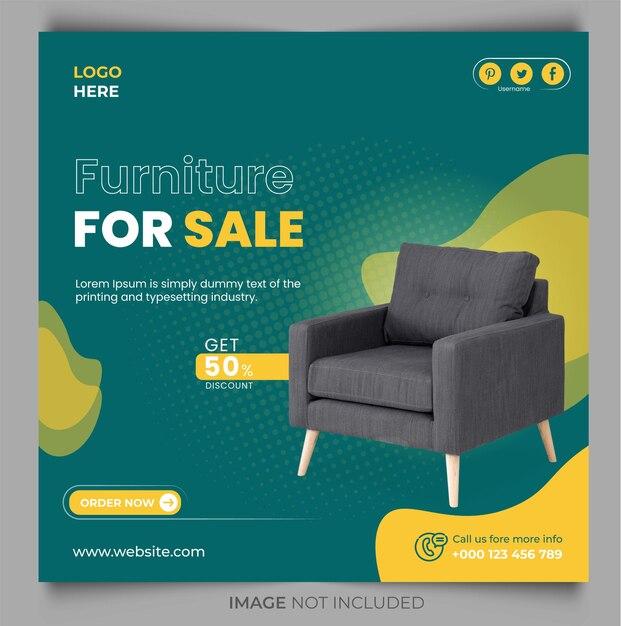 LOGO
HERE
Username
Furniture
FOR SALE
Lorem Ipsum is simply dummy text of the
printing and typesetting industry.
GET
50%
DISCOUNT
ORDER NOW
www.website.com
Call us fore more info
+000 123 456 789
IMAGE NOT INCLUDED